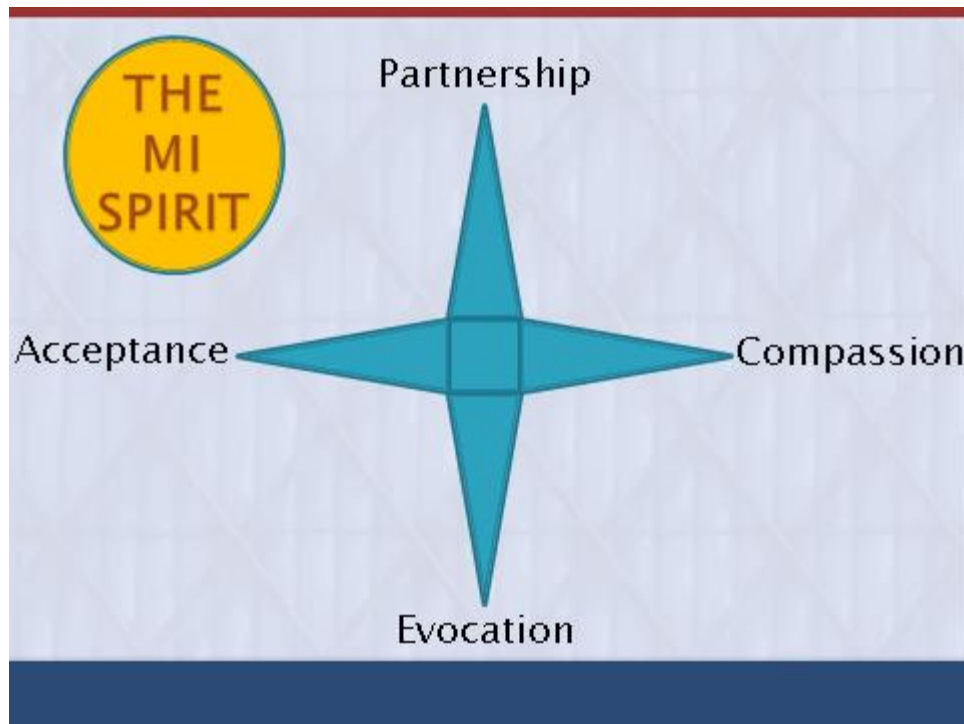 THE
MI
SPIRIT
Partnership
Acceptance
Compassion
Evocation